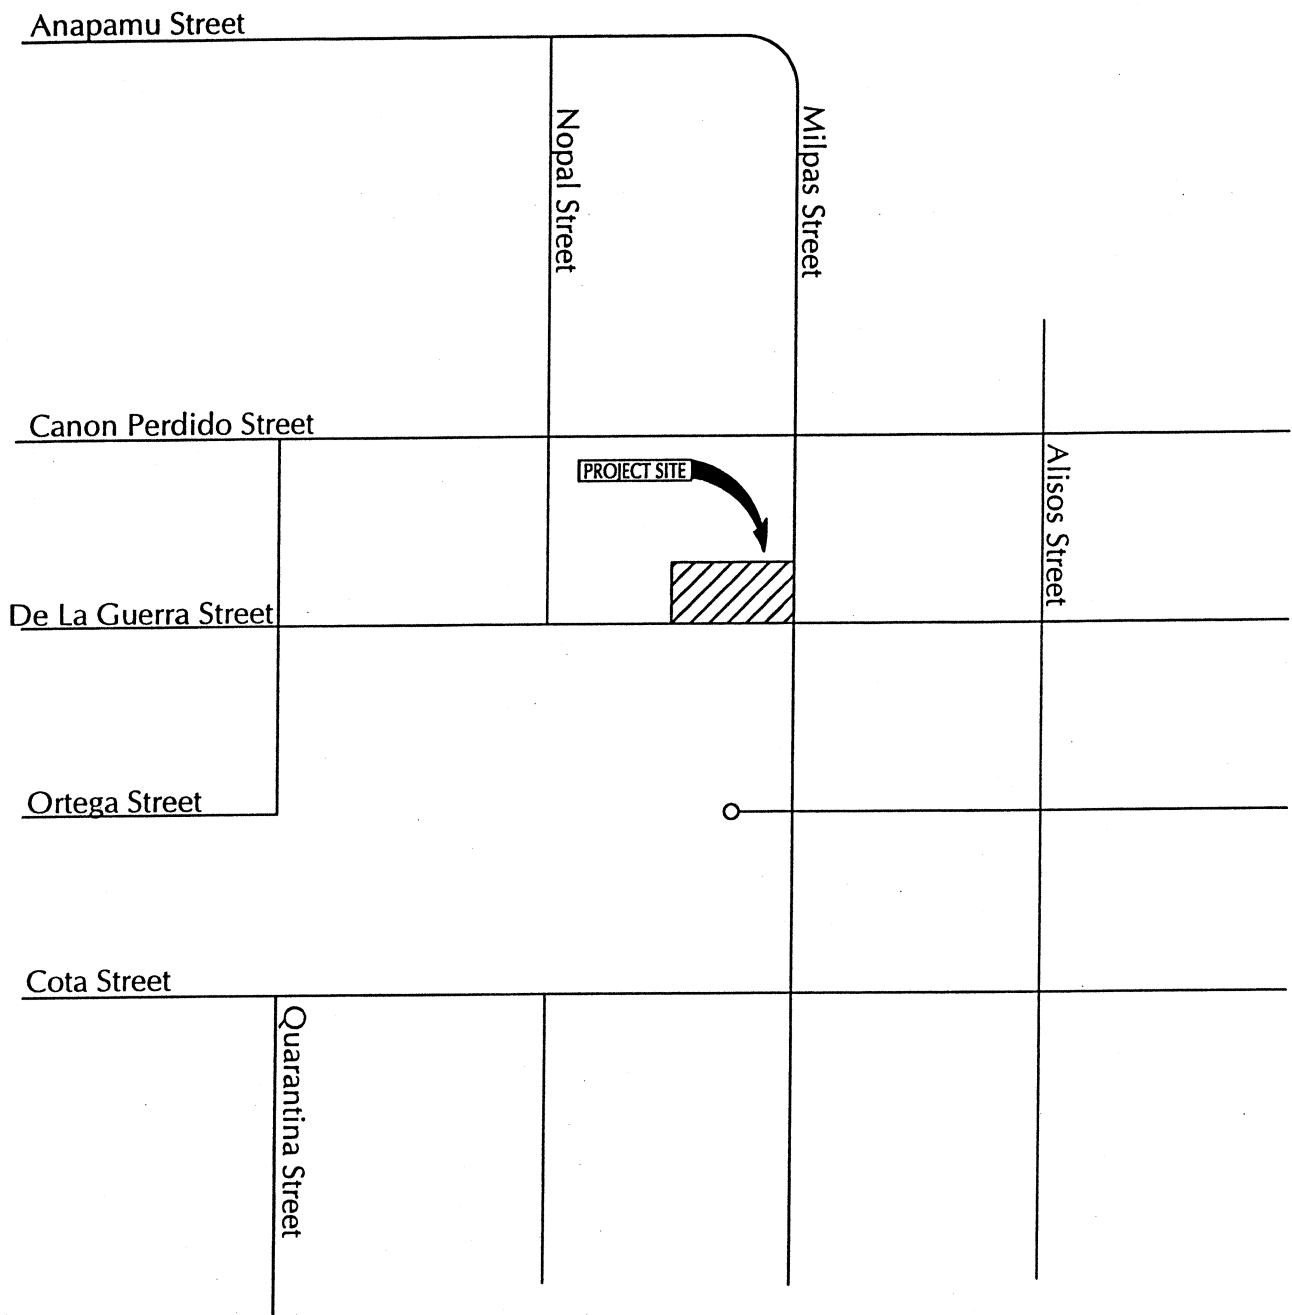 Anapamu Street
Nopal Street
Milpas Street
Canon Perdido Street
Alisos Street
PROJECT SITE
De La Guerra Street
Ortega Street
Cota Street
Quarantina Street